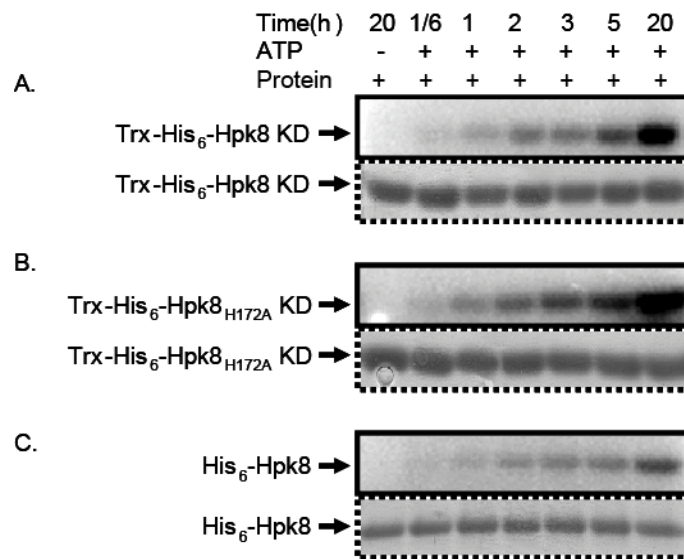 Time(h) 20 1/6 1 2 3 5 20
ATP - + + + + + +
Protein + + + + + + +
A.
Trx-His₆-Hpk8 KD
Trx-His₆-Hpk8 KD
B.
Trx-His₆-Hpk8H172A KD
Trx-His₆-Hpk8H172A KD
C.
His₆-Hpk8
His₆-Hpk8